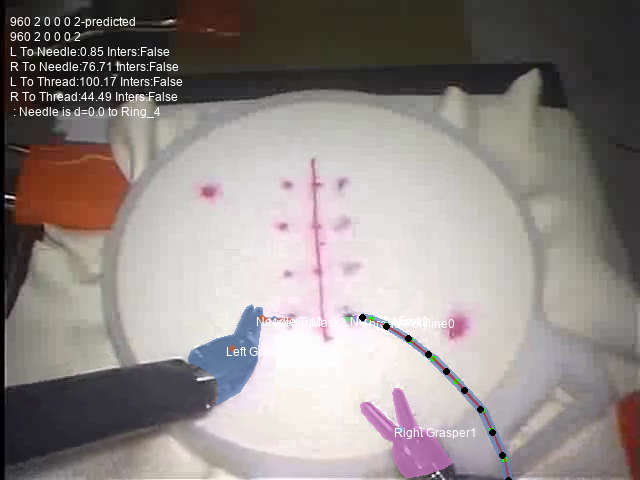 960 2 0 0 0 2-predicted
960 2 0 0 0 2
L To Needle:0.85 Inters:False
R To Needle:76.71 Inters:False
L To Thread:100.17 Inters:False
R To Thread:44.49 Inters:False
: Needle is d=0.0 to Ring_4
Left
Right Grasper1